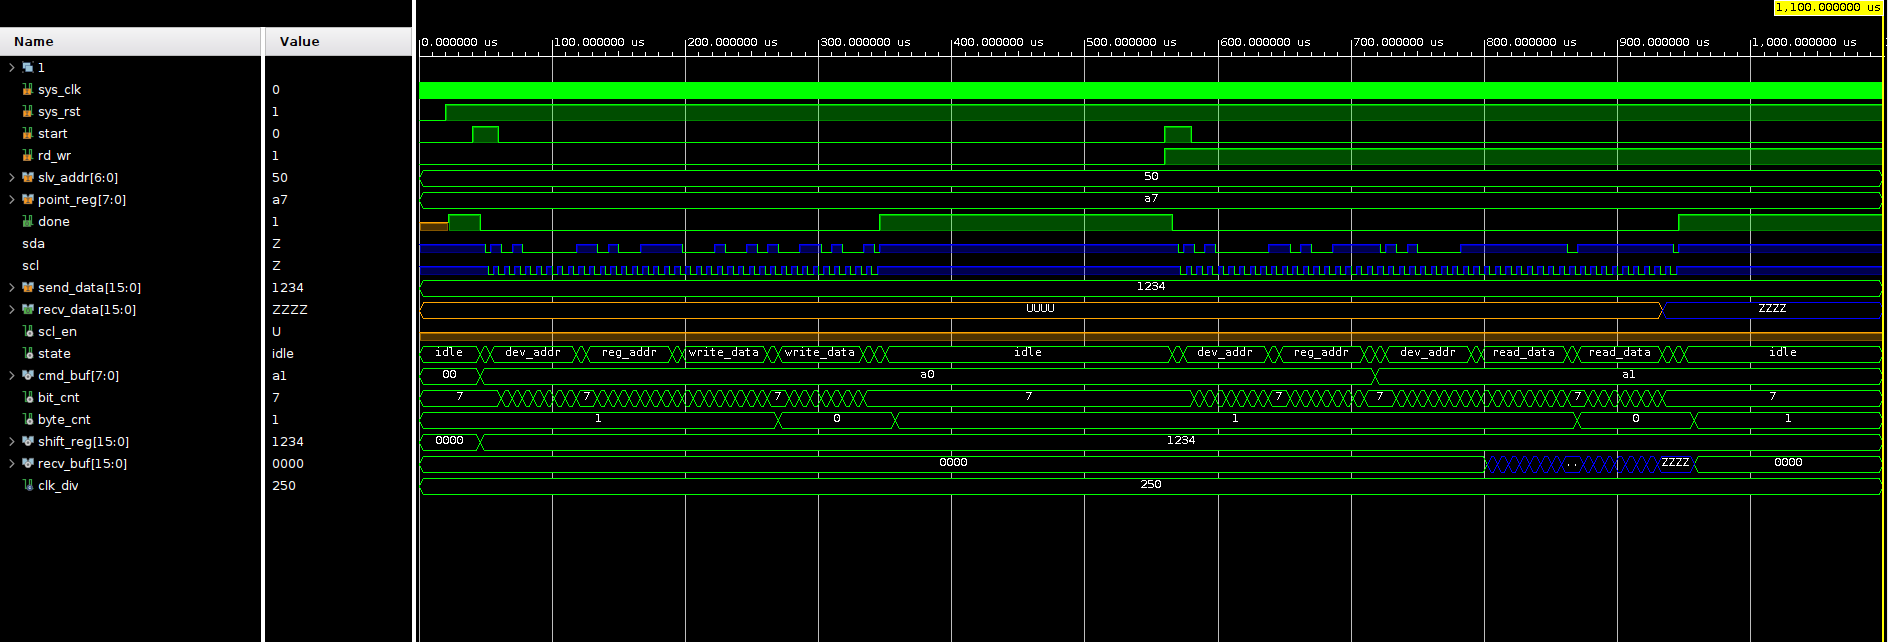 1,100.000000 us
Name Value
0.000000 us 100.000000 us 200.000000 us 300.000000 us 400.000000 us 500.000000 us 600.000000 us 700.000000 us 800.000000 us 900.000000 us 1,000.000000 us
1
sys_clk 0
sys_rst 1
start 0
rd_wr 1
slv_addr[6:0] 50 50
point_reg[7:0] a7 a7
done 1
sda Z
scl Z
send_data[15:0] 1234 1234
recv_data[15:0] ZZZZ UUUU ZZZZ
scl_en U
state idle idle dev_addr reg_addr write_data write_data idle dev_addr reg_addr dev_addr read_data read_data idle
cmd_buf[7:0] a1 00 a0 a1
bit_cnt 7 7 7 7 7 7 7 7 7
byte_cnt 1 1 0 1 0 1
shift_reg[15:0] 1234 0000 1234
recv_buf[15:0] 0000 0000 .. ZZZZ 0000
clk_div 250 250